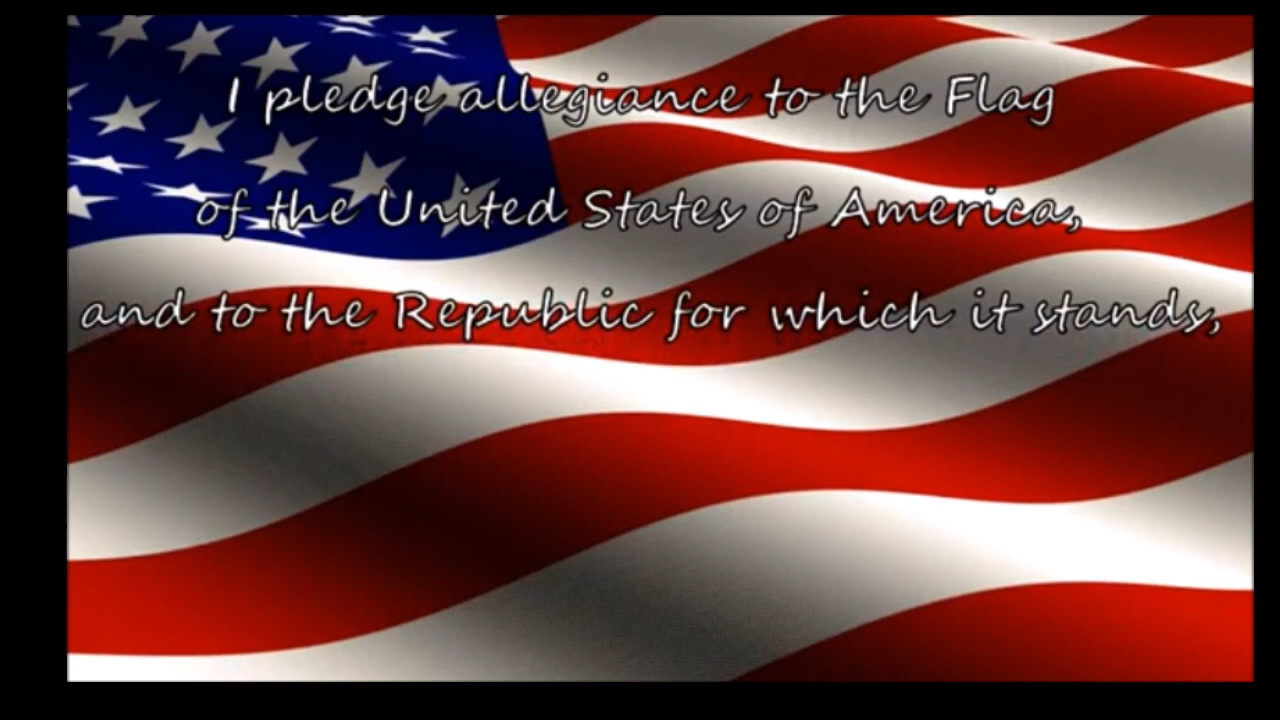 I pledge allegiance to the Flag
of the United States of America,
and to the Republic for which it stands,